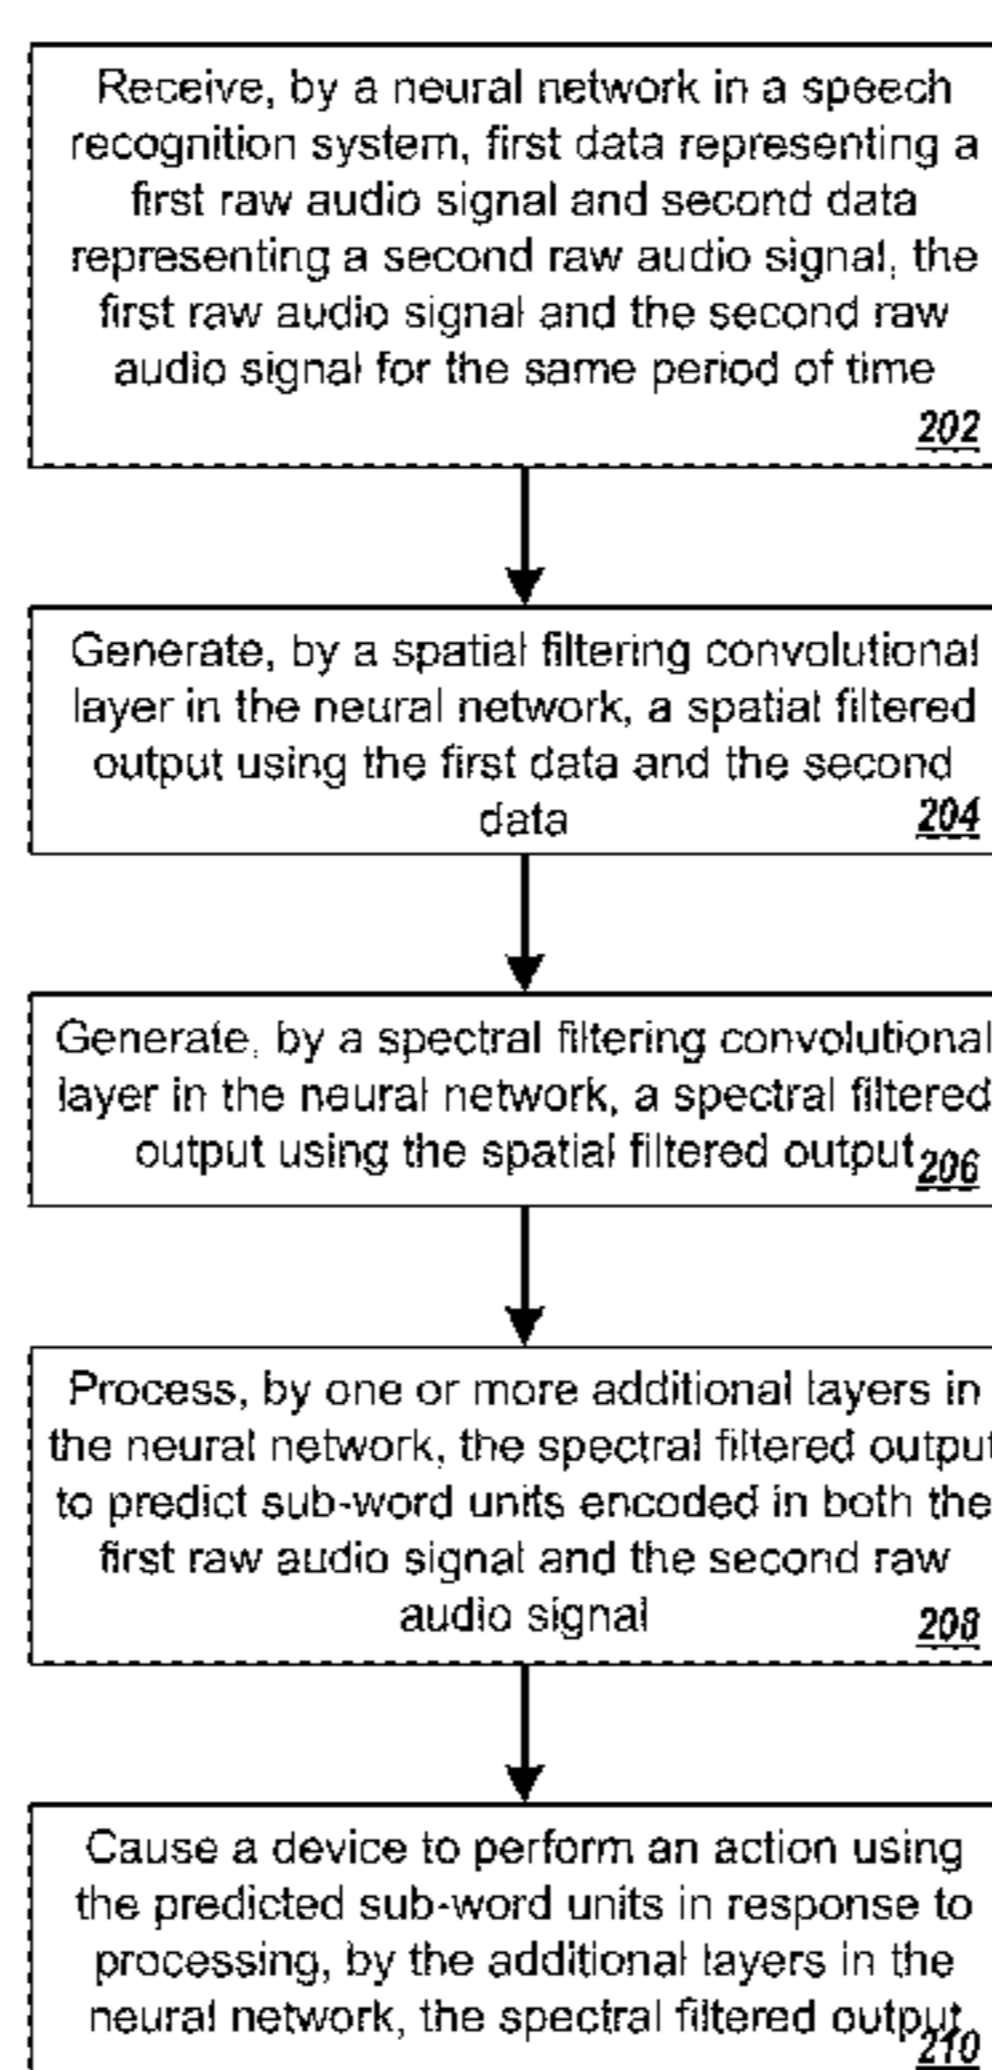 Receive, by a neural network in a speech
recognition system, first data representing a
first raw audio signal and second data
representing a second raw audio signal, the
first raw audio signal and the second raw
audio signal for the same period of time
202
Generate, by a spatial filtering convolutional
layer in the neural network, a spatial filtered
output using the first data and the second
data
204
Generate, by a spectral filtering convolutional
layer in the neural network, a spectral filtered
output using the spatial filtered output
206
Process, by one or more additional layers in
the neural network, the spectral filtered output
to predict sub-word units encoded in both the
first raw audio signal and the second raw
audio signal
208
Cause a device to perform an action using
the predicted sub-word units in response to
processing, by the additional layers in the
neural network, the spectral filtered output
210